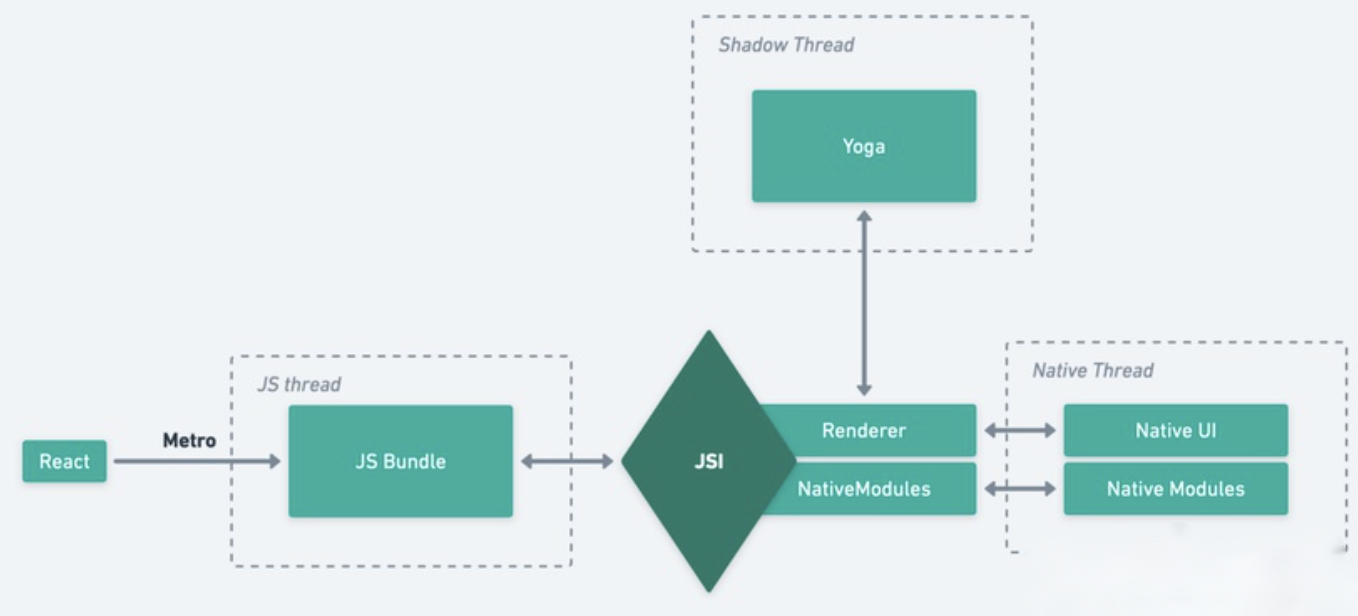 Shadow Thread
Yoga
JS thread
Native Thread
Metro
React
JS Bundle
JSI
Renderer
NativeModules
Native UI
Native Modules